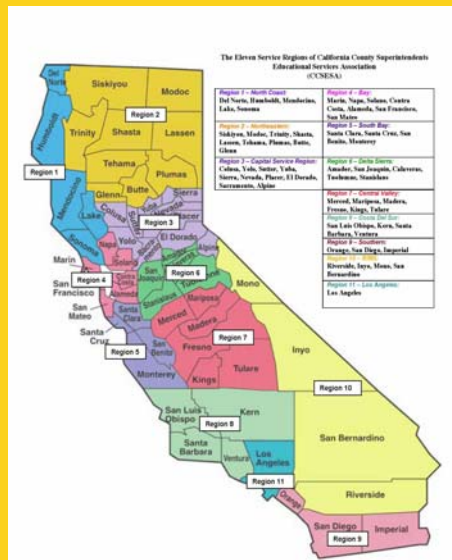 The Eleven Service Regions of California County Superintendents
Educational Services Association
(CCSESA)
Region 1 – North Coast:
Del Norte, Humboldt, Mendocino,
Lake, Sonoma
Region 2 – Northeastern:
Siskiyou, Modoc, Trinity, Shasta,
Lassen, Tehama, Plumas, Butte,
Glenn
Region 3 – Capital Service Region:
Colusa, Yolo, Sutter, Yuba,
Sierra, Nevada, Placer, El Dorado,
Sacramento, Alpine
Region 4 – Bay:
Marin, Napa, Solano, Contra
Costa, Alameda, San Francisco,
San Mateo
Region 5 – South Bay:
Santa Clara, Santa Cruz, San
Benito, Monterey
Region 6 – Delta Sierra:
Amador, San Joaquin, Calaveras,
Tuolumne, Stanislaus
Region 7 – Central Valley:
Merced, Mariposa, Madera,
Fresno, Kings, Tulare
Region 8 – Costa Del Sur:
San Luis Obispo, Kern, Santa
Barbara, Ventura
Region 9 – Southern:
Orange, San Diego, Imperial
Region 10 – RIMS:
Riverside, Inyo, Mono, San
Bernardino
Region 11 – Los Angeles:
Los Angeles
Del
Norte
Siskiyou
Modoc
Region 2
Humboldt
Trinity
Shasta
Lassen
Region 1
Tehama
Plumas
Mendocino
Glenn
Butte
Sierra
Lake
Colusa
Nevada
Region 3
Placer
Sonoma
Yolo
El Dorado
Napa
Alpine
Marin
Solano
Region 6
San
Francisco
Region 4
San
Joaquin
Tuolumne
Mono
Alameda
Stanislaus
Mariposa
San
Mateo
Santa
Clara
Merced
Madera
Santa
Cruz
Region 5
San
Benito
Fresno
Region 7
Inyo
Monterey
Kings
Tulare
Region 10
San Luis
Obispo
Kern
Region 8
San Bernardino
Santa
Barbara
Ventura
Los
Angeles
Region 11
Orange
Riverside
San Diego
Imperial
Region 9